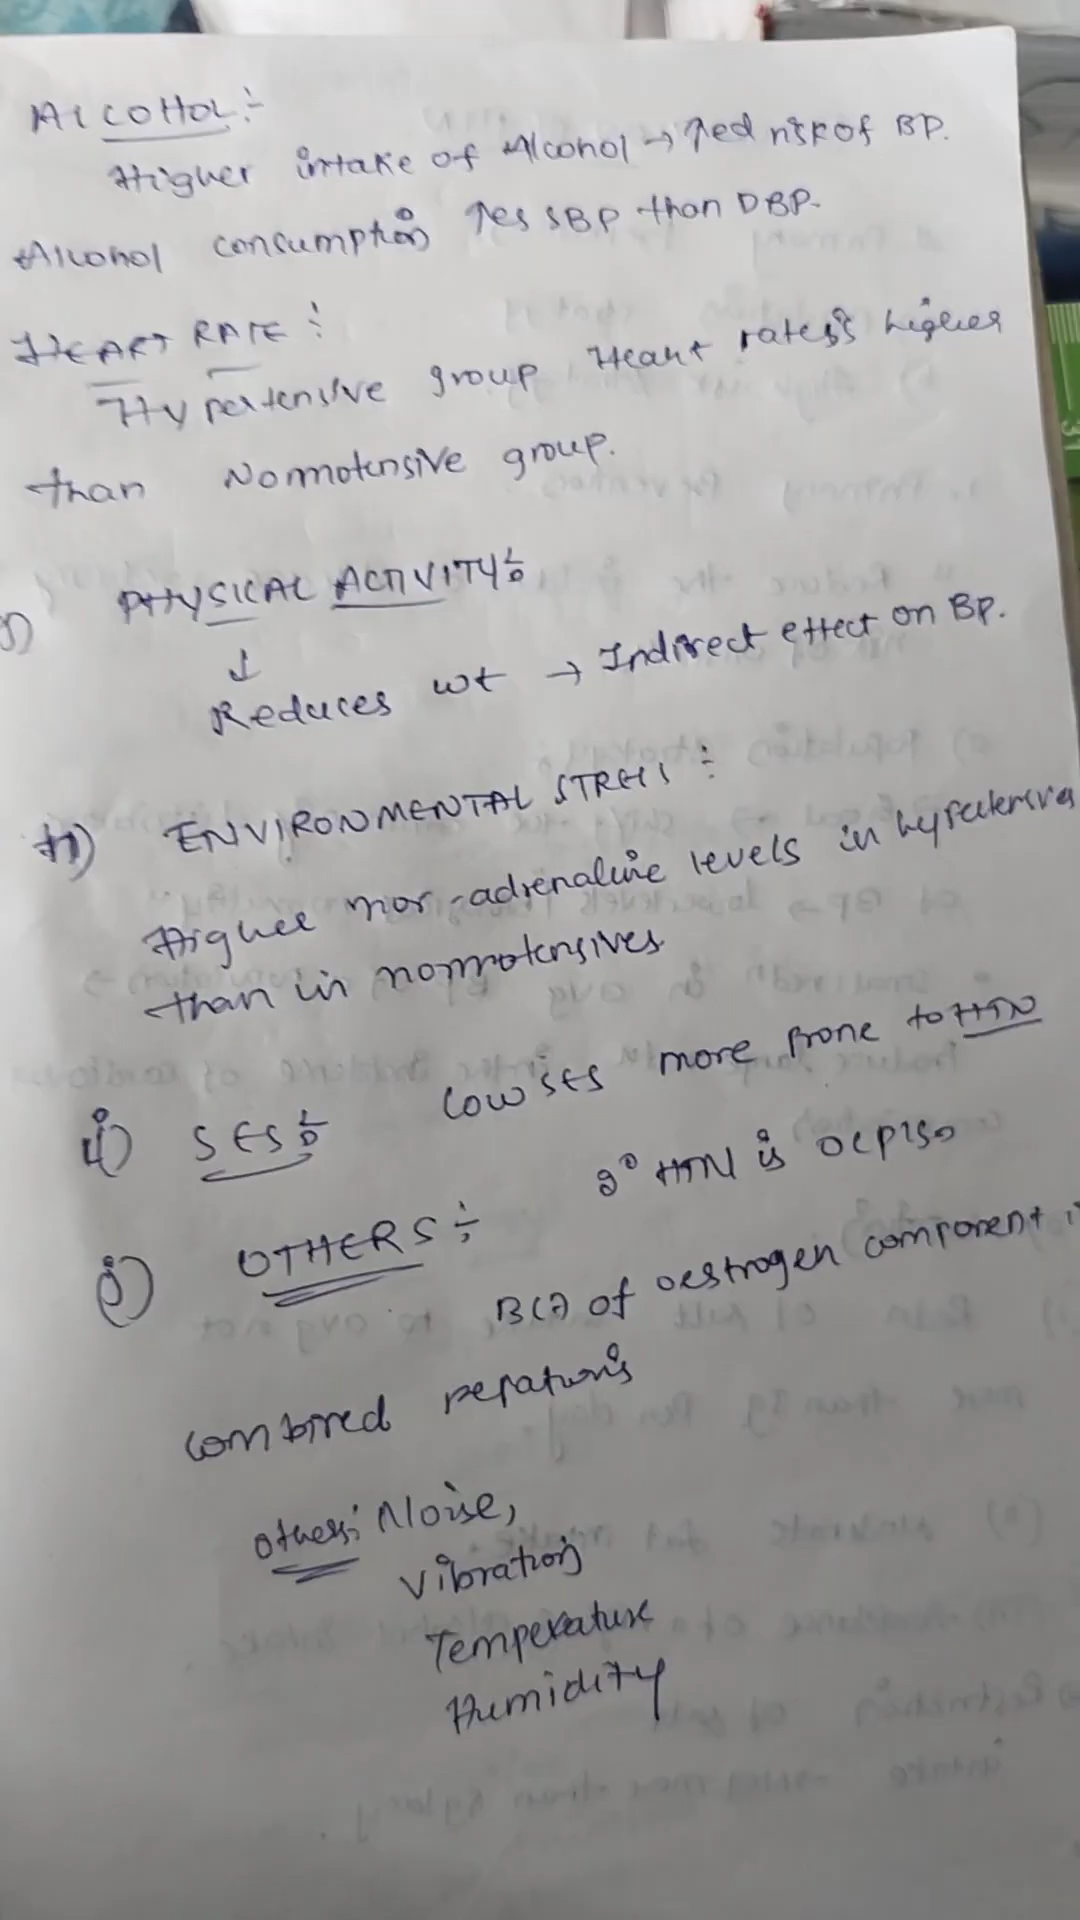 ALCOHOL:-
Higher intake of Alcohol → ↑ed risk of BP.
Alcohol consumption ↑es SBP than DBP.
HEART RATE:-
Hypertensive group Heart rates is higher
than Normotensive group.
PHYSICAL ACTIVITY:-
↓
Reduces wt → Indirect effect on BP.
h) ENVIRONMENTAL STRESS:-
Higher nor-adrenaline levels in hypertensives
than in normotensives.
i) SES:- Low SES more prone to HTN
j) OTHERS:- 2° HTN is OCP
of oestrogen component
combined
others: Noise,
Vibration
Temperature
Humidity